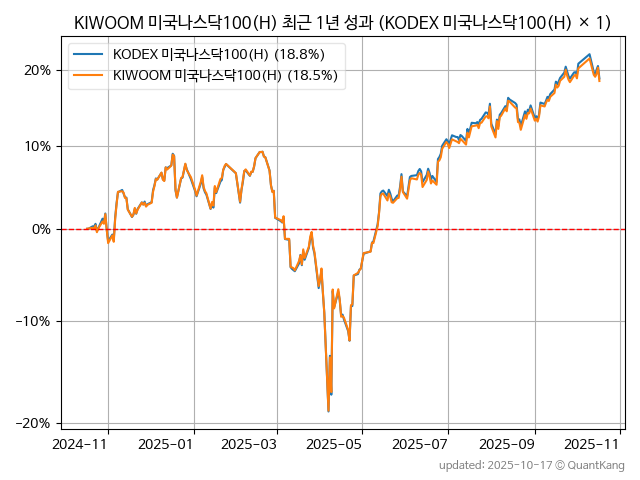 KIWOOM 미국나스닥100(H) 최근 1년 성과 (KODEX 미국나스닥100(H) × 1)
KODEX 미국나스닥100(H) (18.8%)
KIWOOM 미국나스닥100(H) (18.5%)
20%
10%
0%
−10%
−20%
2024-11 2025-01 2025-03 2025-05 2025-07 2025-09 2025-11
updated: 2025-10-17 © QuantKang